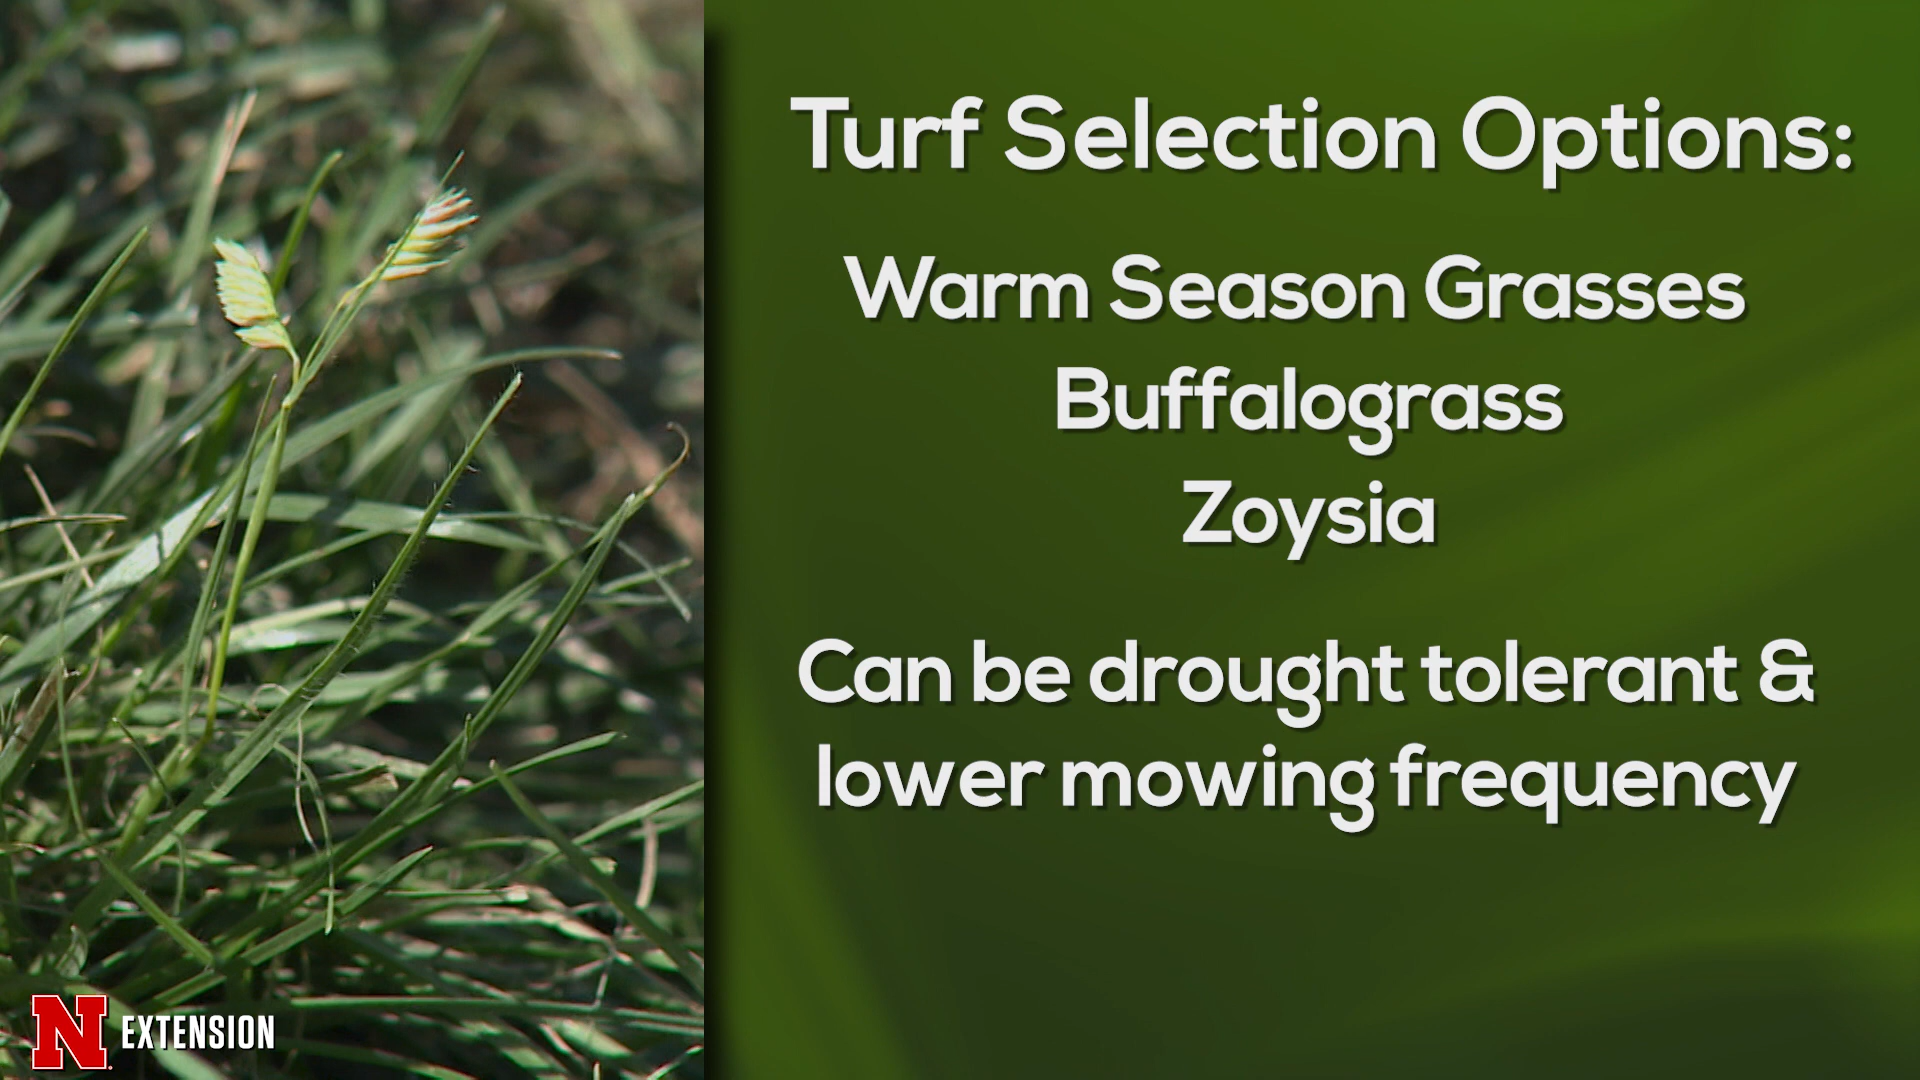 Turf Selection Options:
Warm Season Grasses
Buffalograss
Zoysia
Can be drought tolerant &
lower mowing frequency
N EXTENSION